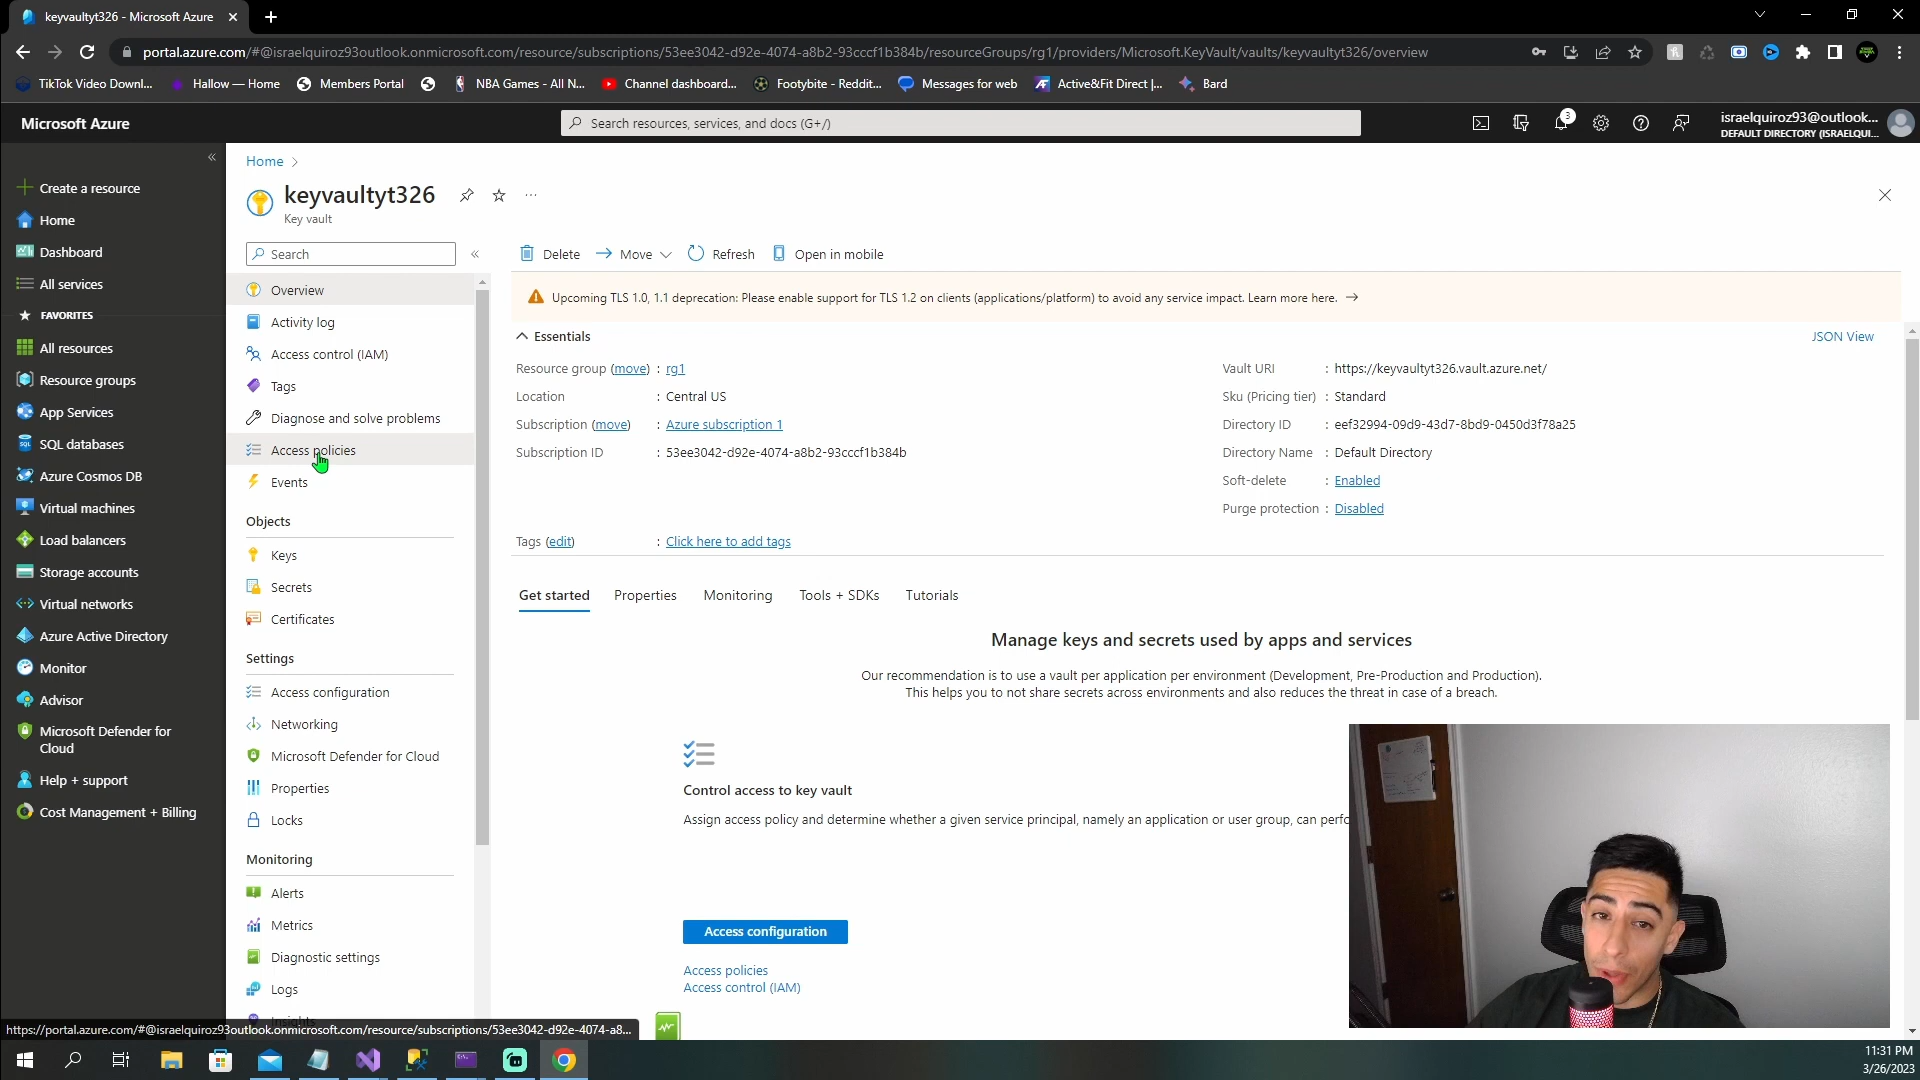 keyvaultyt326 - Microsoft Azure
portal.azure.com/#@israelquiroz93outlook.onmicrosoft.com/resource/subscriptions/53ee3042-d92e-4074-a8b2-93cccf1b384b/resourceGroups/rg1/providers/Microsoft.KeyVault/vaults/keyvaultyt326/overview
TikTok Video Downl... Hallow — Home Members Portal NBA Games - All N... Channel dashboard... Footybite - Reddit... Messages for web Active&Fit Direct |... Bard
Microsoft Azure
Search resources, services, and docs (G+/)
3
israelquiroz93@outlook...
DEFAULT DIRECTORY (ISRAELQUI...
Create a resource
Home
Dashboard
All services
FAVORITES
All resources
Resource groups
App Services
SQL databases
Azure Cosmos DB
Virtual machines
Load balancers
Storage accounts
Virtual networks
Azure Active Directory
Monitor
Advisor
Microsoft Defender for
Cloud
Help + support
Cost Management + Billing
Home >
keyvaultyt326
Key vault
Search
Overview
Activity log
Access control (IAM)
Tags
Diagnose and solve problems
Access policies
Events
Objects
Keys
Secrets
Certificates
Settings
Access configuration
Networking
Microsoft Defender for Cloud
Properties
Locks
Monitoring
Alerts
Metrics
Diagnostic settings
Logs
Insights
Delete Move Refresh Open in mobile
Upcoming TLS 1.0, 1.1 deprecation: Please enable support for TLS 1.2 on clients (applications/platform) to avoid any service impact. Learn more here. →
Essentials
JSON View
Resource group (move) : rg1
Location : Central US
Subscription (move) : Azure subscription 1
Subscription ID : 53ee3042-d92e-4074-a8b2-93cccf1b384b
Vault URI : https://keyvaultyt326.vault.azure.net/
Sku (Pricing tier) : Standard
Directory ID : eef32994-09d9-43d7-8bd9-0450d3f78a25
Directory Name : Default Directory
Soft-delete : Enabled
Purge protection : Disabled
Tags (edit) : Click here to add tags
Get started Properties Monitoring Tools + SDKs Tutorials
Manage keys and secrets used by apps and services
Our recommendation is to use a vault per application per environment (Development, Pre-Production and Production).
This helps you to not share secrets across environments and also reduces the threat in case of a breach.
Control access to key vault
Assign access policy and determine whether a given service principal, namely an application or user group, can perfo
Access configuration
Access policies
Access control (IAM)
https://portal.azure.com/#@israelquiroz93outlook.onmicrosoft.com/resource/subscriptions/53ee3042-d92e-4074-a8...
11:31 PM
3/26/2023